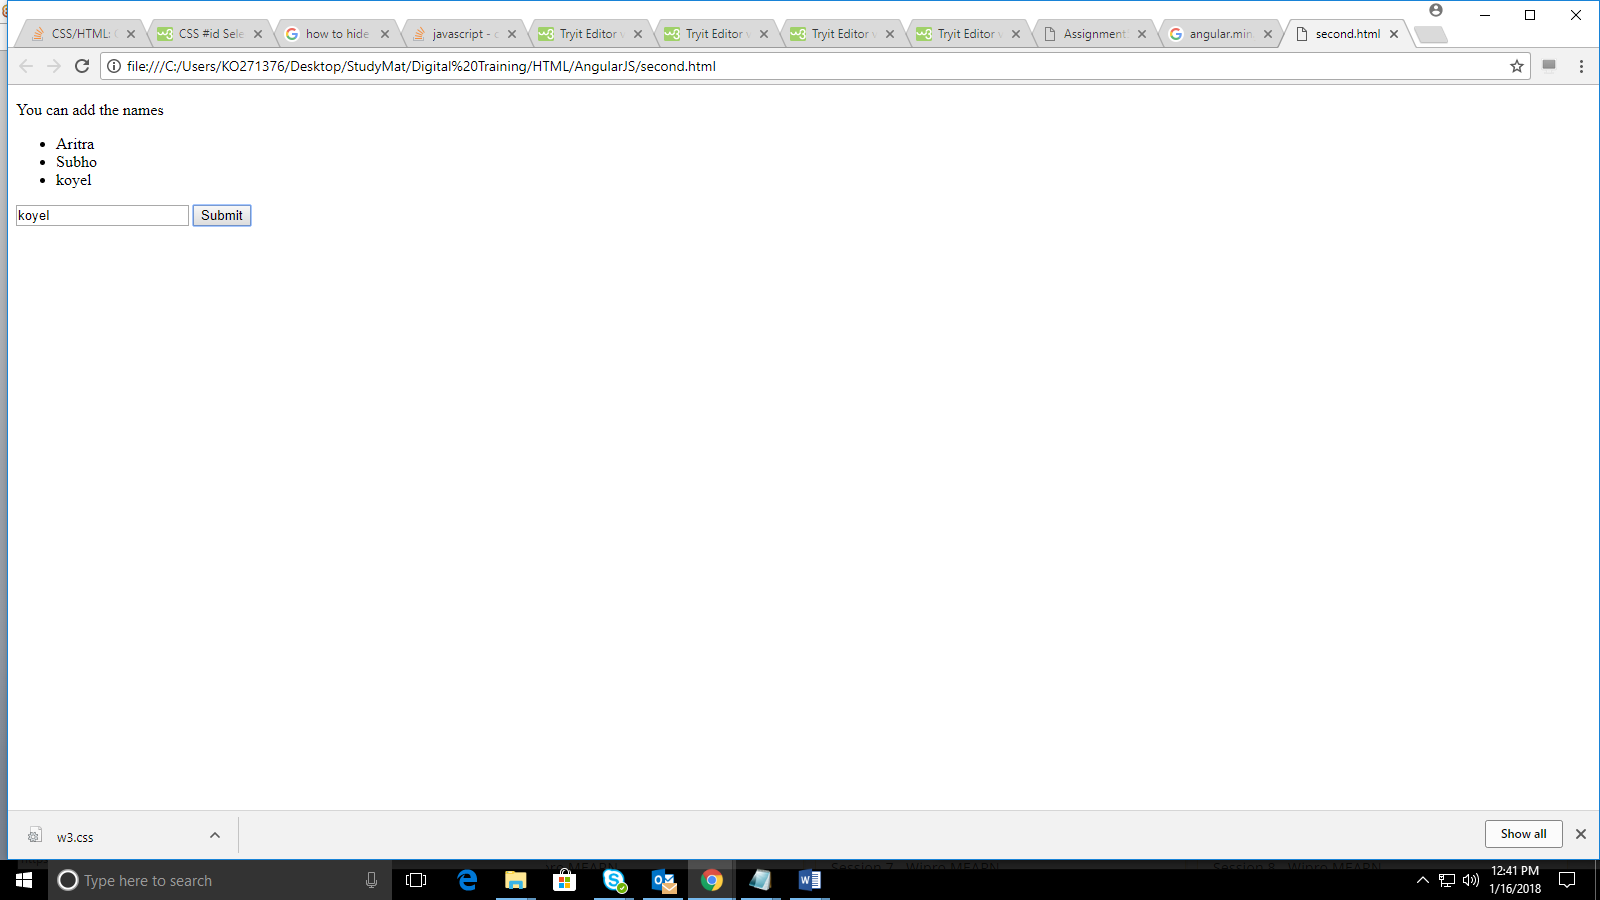 CSS/HTML:
CSS #id Sele
how to hide
javascript - c
Tryit Editor
Tryit Editor
Tryit Editor
Tryit Editor
Assignment
angular.min
second.html
file:///C:/Users/KO271376/Desktop/StudyMat/Digital%20Training/HTML/AngularJS/second.html
You can add the names
Aritra
Subho
koyel
koyel Submit
w3.css
Show all
Type here to search
12:41 PM
1/16/2018